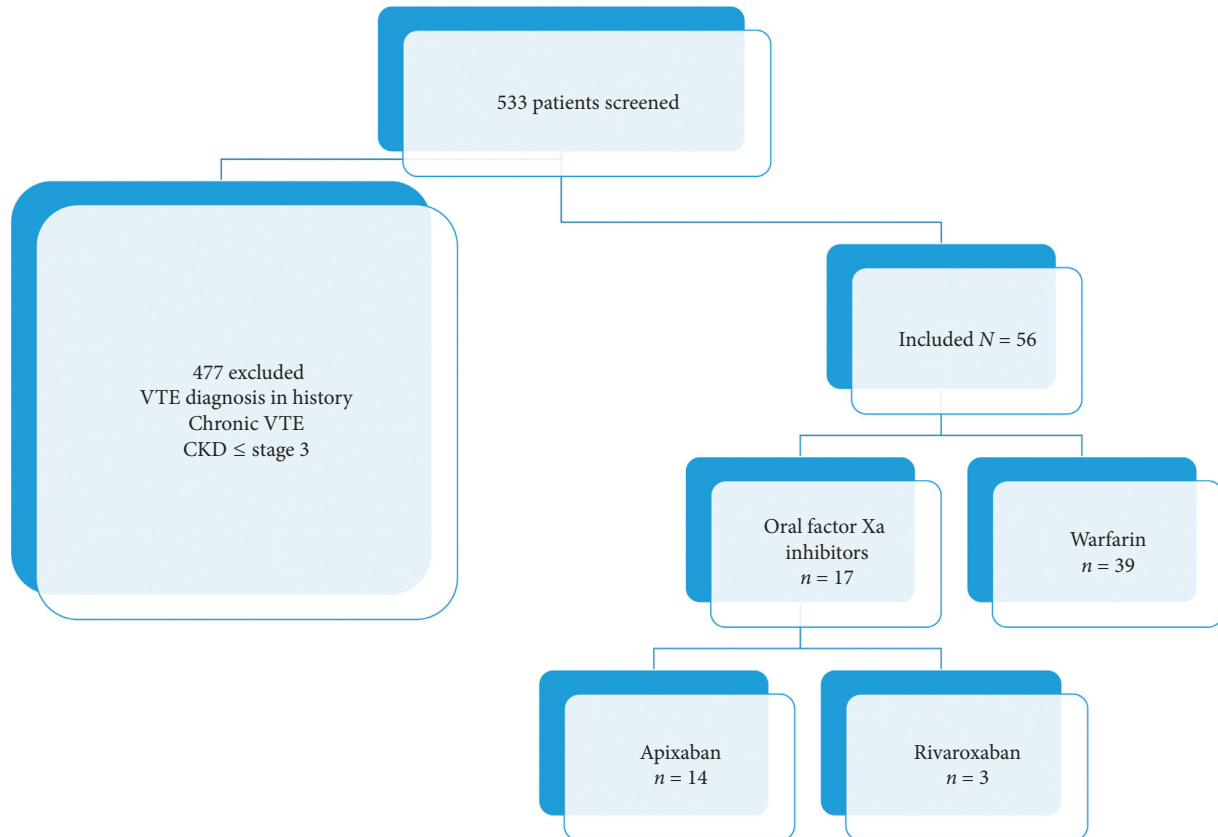 533 patients screened
477 excluded
VTE diagnosis in history
Chronic VTE
CKD ≤ stage 3
Included N = 56
Oral factor Xa
inhibitors
n = 17
Warfarin
n = 39
Apixaban
n = 14
Rivaroxaban
n = 3